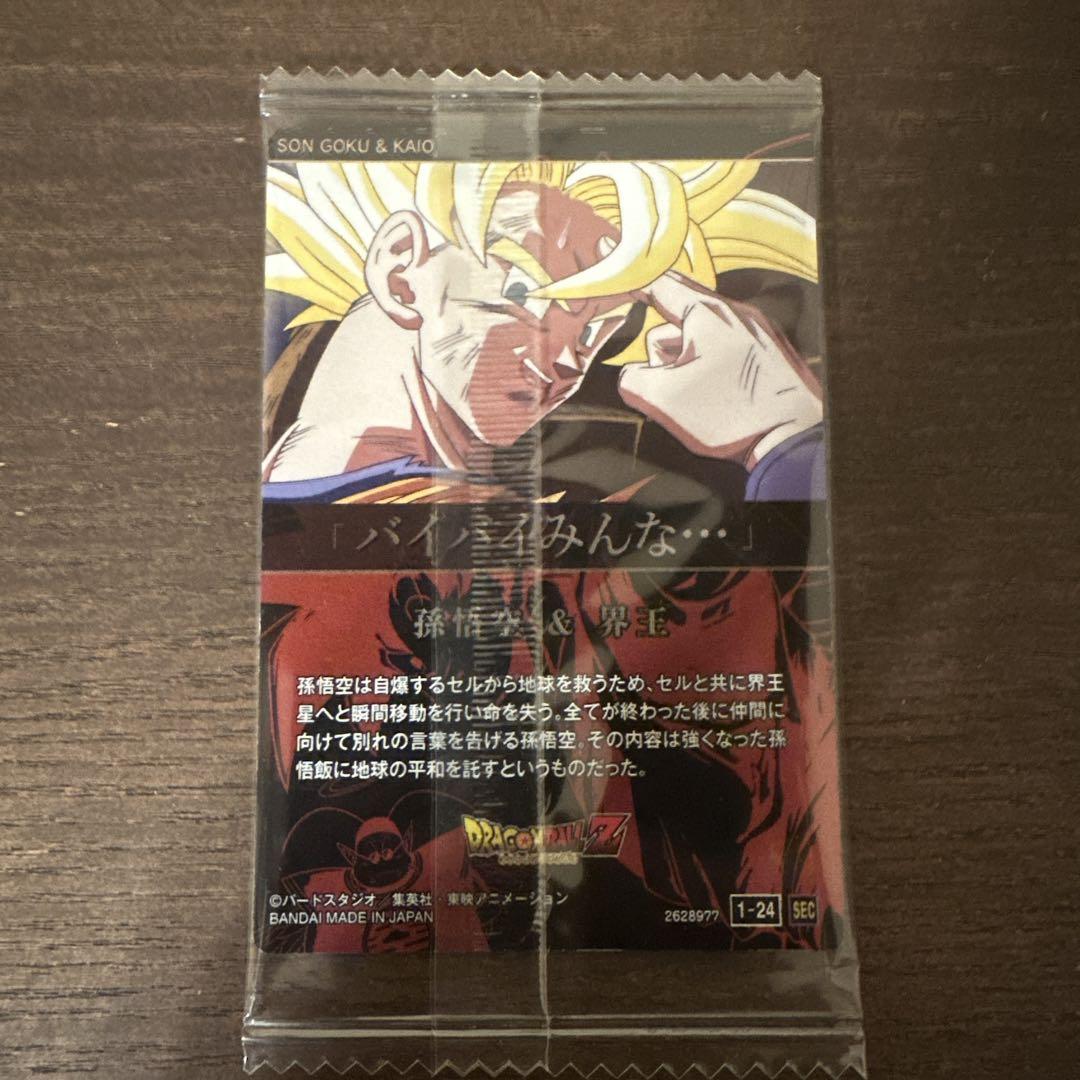 SON GOKU & KAIO
「バイバイみんな…」
孫悟空 & 界王
孫悟空は自爆するセルから地球を救うため、セルと共に界王
星へと瞬間移動を行い命を失う。全てが終わった後に仲間に
向けて別れの言葉を告げる孫悟空。その内容は強くなった孫
悟飯に地球の平和を託すというものだった。
DRAGON BALL Z
©バードスタジオ/集英社・東映アニメーション
BANDAI MADE IN JAPAN
2628977 1-24 SEC